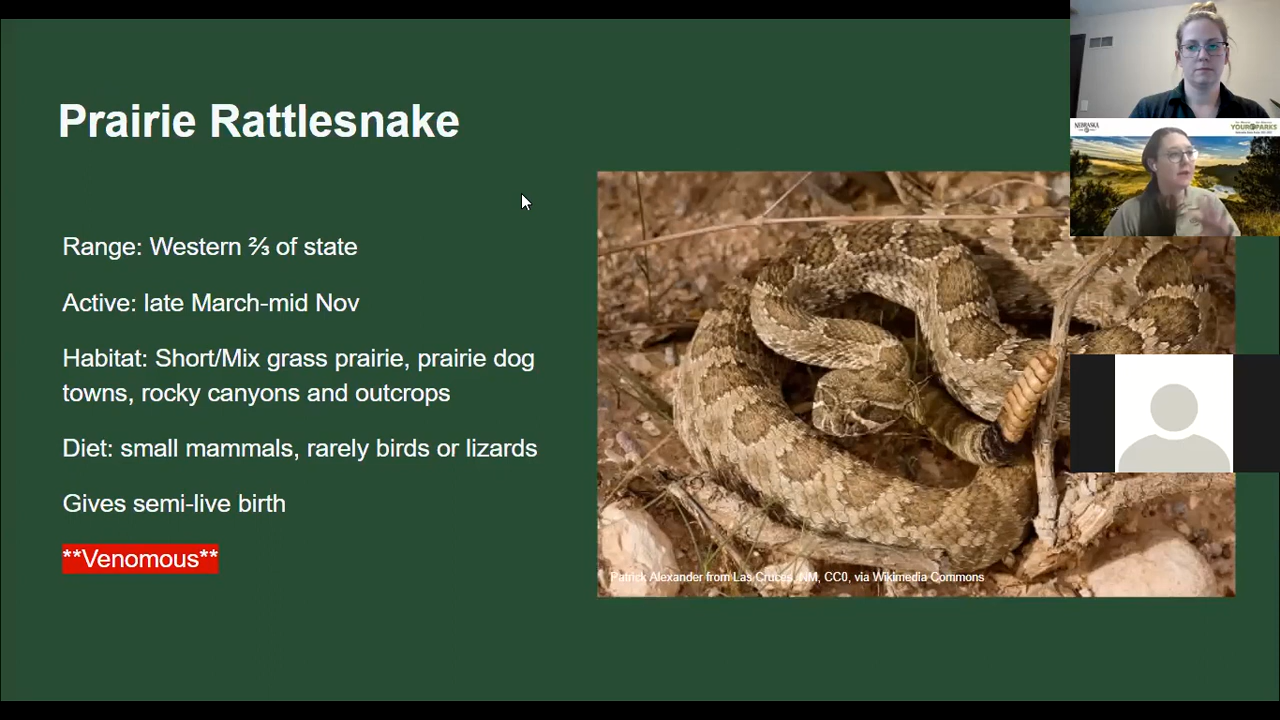 Prairie Rattlesnake
NEBRASKA
YOUR PARKS
Range: Western ⅔ of state
Active: late March-mid Nov
Habitat: Short/Mix grass prairie, prairie dog
towns, rocky canyons and outcrops
Diet: small mammals, rarely birds or lizards
Gives semi-live birth
**Venomous**
Patrick Alexander from Las Cruces, NM, CC0, via Wikimedia Commons